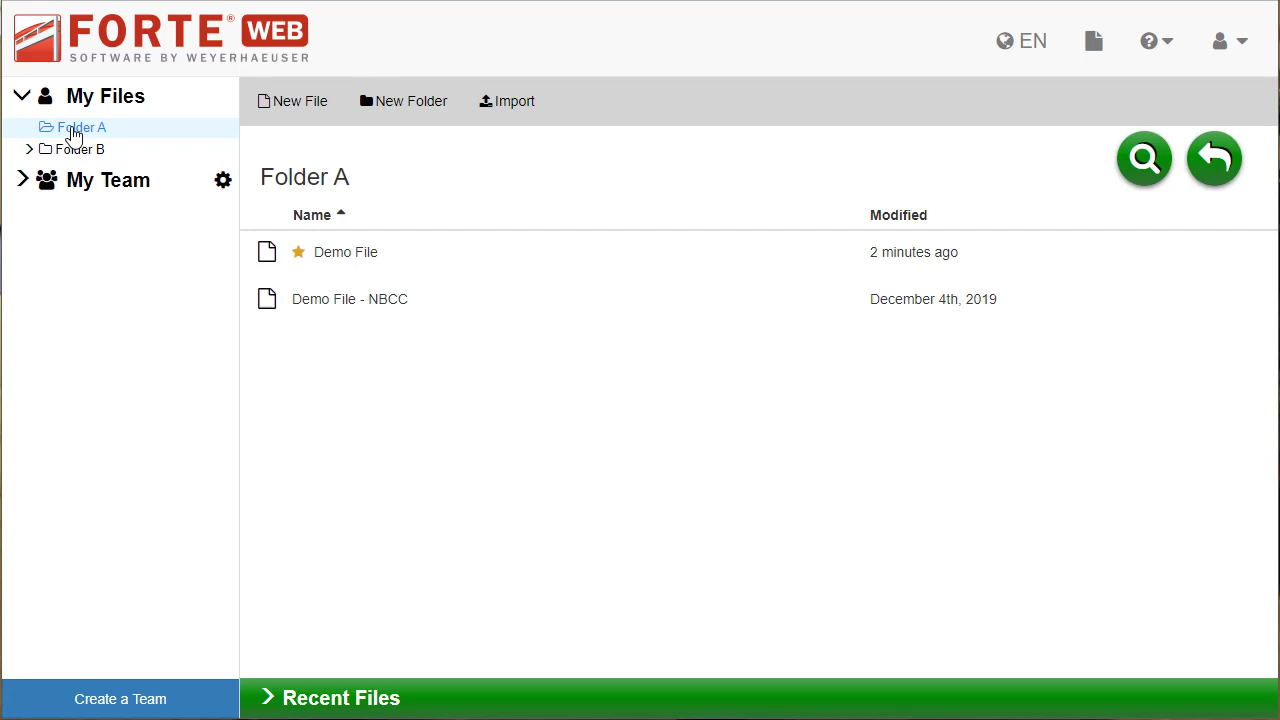 FORTE® WEB
SOFTWARE BY WEYERHAEUSER
EN
My Files
Folder A
Folder B
My Team
Create a Team
New File
New Folder
Import
Folder A
Name
Modified
Demo File
2 minutes ago
Demo File - NBCC
December 4th, 2019
Recent Files